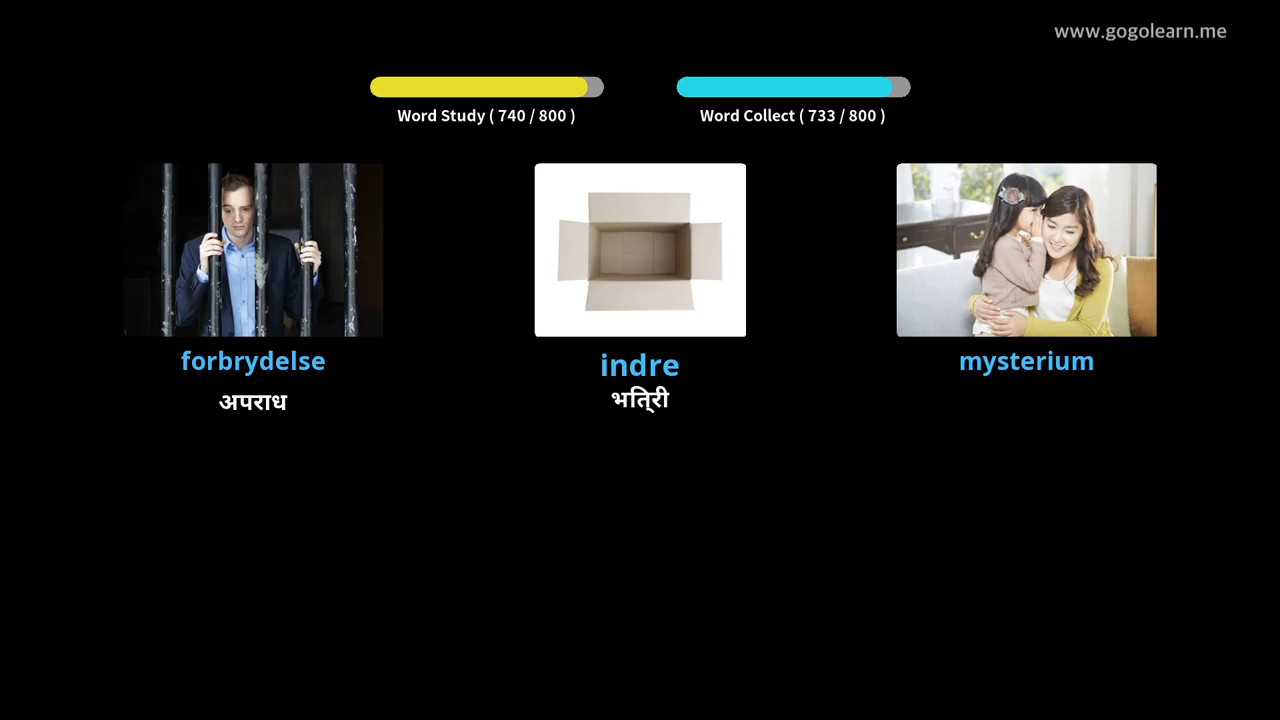 www.gogolearn.me
Word Study ( 740 / 800 )
Word Collect ( 733 / 800 )
forbrydelse
indre
mysterium
अपराध
भित्री